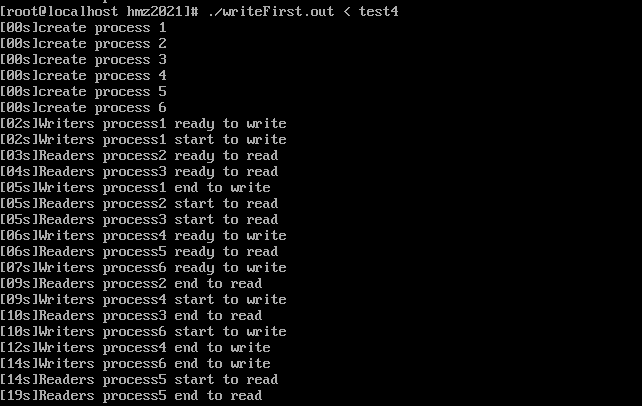 [root@localhost hmz2021]# ./writeFirst.out < test4
[00s]create process 1
[00s]create process 2
[00s]create process 3
[00s]create process 4
[00s]create process 5
[00s]create process 6
[02s]Writers process1 ready to write
[02s]Writers process1 start to write
[03s]Readers process2 ready to read
[04s]Readers process3 ready to read
[05s]Writers process1 end to write
[05s]Readers process2 start to read
[05s]Readers process3 start to read
[06s]Writers process4 ready to write
[06s]Readers process5 ready to read
[07s]Writers process6 ready to write
[09s]Readers process2 end to read
[09s]Writers process4 start to write
[10s]Readers process3 end to read
[10s]Writers process6 start to write
[12s]Writers process4 end to write
[14s]Writers process6 end to write
[14s]Readers process5 start to read
[19s]Readers process5 end to read